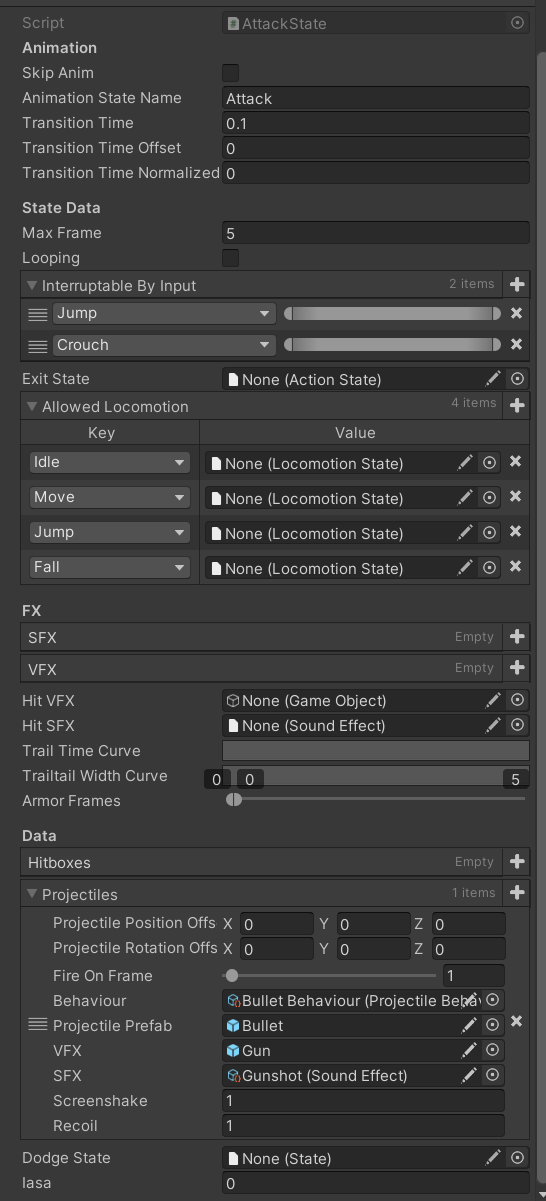 Script AttackState
Animation
Skip Anim
Animation State Name Attack
Transition Time 0.1
Transition Time Offset 0
Transition Time Normalized 0
State Data
Max Frame 5
Looping
Interruptable By Input 2 items
Jump
Crouch
Exit State None (Action State)
Allowed Locomotion 4 items
Key Value
Idle None (Locomotion State)
Move None (Locomotion State)
Jump None (Locomotion State)
Fall None (Locomotion State)
FX
SFX Empty
VFX Empty
Hit VFX None (Game Object)
Hit SFX None (Sound Effect)
Trail Time Curve
Trailtail Width Curve 0 0 5
Armor Frames
Data
Hitboxes Empty
Projectiles 1 items
Projectile Position Offs X 0 Y 0 Z 0
Projectile Rotation Offs X 0 Y 0 Z 0
Fire On Frame 1
Behaviour Bullet Behaviour (Projectile
Projectile Prefab Bullet
VFX Gun
SFX Gunshot (Sound Effect)
Screenshake 1
Recoil 1
Dodge State None (State)
Iasa 0